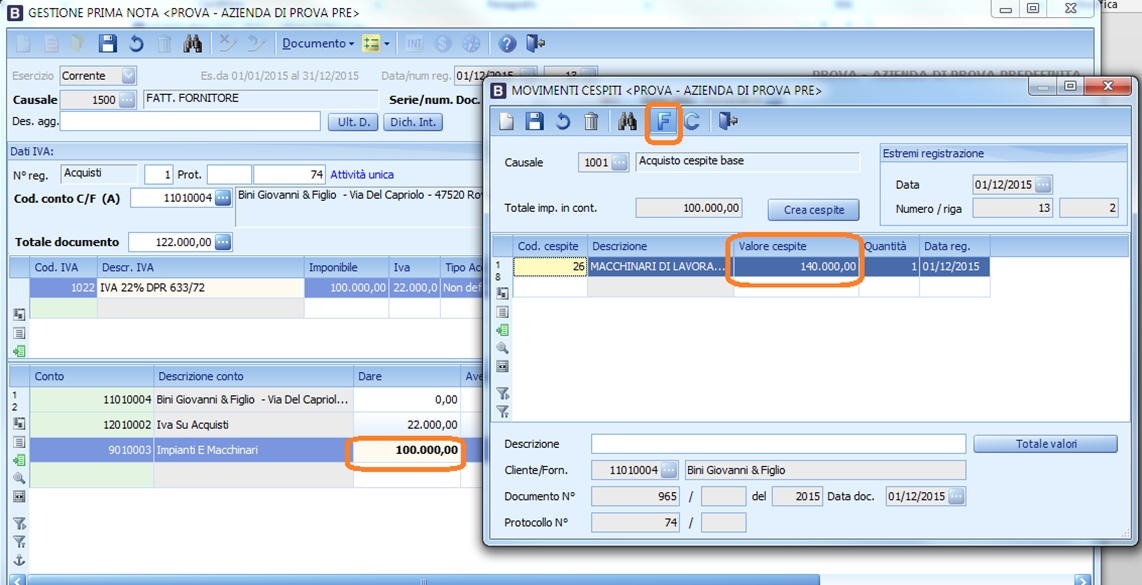 GESTIONE PRIMA NOTA <PROVA - AZIENDA DI PROVA PRE>
Documento
Esercizio Corrente Es.da 01/01/2015 al 31/12/2015 Data/num reg. 01/12/2015 13 PROVA - AZIENDA DI PROVA PREDEFINITA
Causale 1500 FATT. FORNITORE Serie/num. Doc.
Des. agg. Ult. D. Dich. Int.
Dati IVA:
N° reg. Acquisti 1 Prot. 74 Attività unica
Cod. conto C/F (A) 11010004 Bini Giovanni & Figlio - Via Del Capriolo - 47520
Totale documento 122.000,00
Cod. IVA Descr. IVA Imponibile Iva Tipo
1022 IVA 22% DPR 633/72 100.000,00 22.000,0 Non
Conto Descrizione conto Dare
1
2
11010004 Bini Giovanni & Figlio - Via Del Capriol... 0,00
12010002 Iva Su Acquisti 22.000,00
9010003 Impianti E Macchinari 100.000,00
MOVIMENTI CESPITI <PROVA - AZIENDA DI PROVA PRE>
F C
Causale 1001 Acquisto cespite base
Totale imp. in cont. 100.000,00 Crea cespite
Estremi registrazione
Data 01/12/2015
Numero / riga 13 2
Cod. cespite Descrizione Valore cespite Quantità Data reg.
1
8
26 MACCHINARI DI LAVORA... 140.000,00 1 01/12/2015
Descrizione Totale valori
Cliente/Forn. 11010004 Bini Giovanni & Figlio
Documento N° 965 / del 2015 Data doc. 01/12/2015
Protocollo N° 74 /